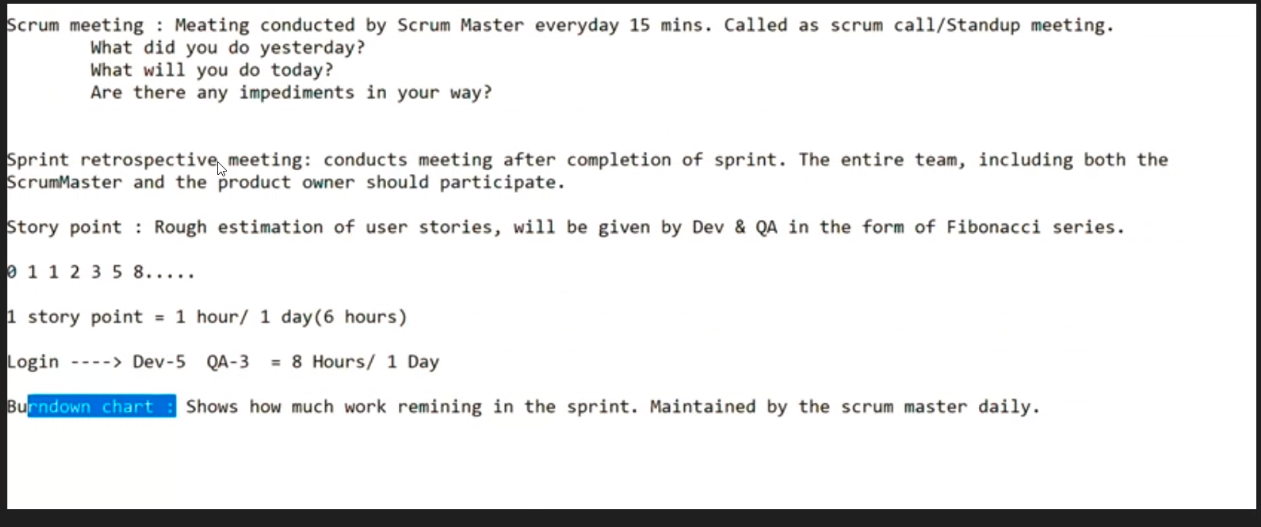 Scrum meeting : Meating conducted by Scrum Master everyday 15 mins. Called as scrum call/Standup meeting.
What did you do yesterday?
What will you do today?
Are there any impediments in your way?
Sprint retrospective meeting: conducts meeting after completion of sprint. The entire team, including both the
ScrumMaster and the product owner should participate.
Story point : Rough estimation of user stories, will be given by Dev & QA in the form of Fibonacci series.
0 1 1 2 3 5 8.....
1 story point = 1 hour/ 1 day(6 hours)
Login ----> Dev-5  QA-3  = 8 Hours/ 1 Day
Burndown chart : Shows how much work remining in the sprint. Maintained by the scrum master daily.